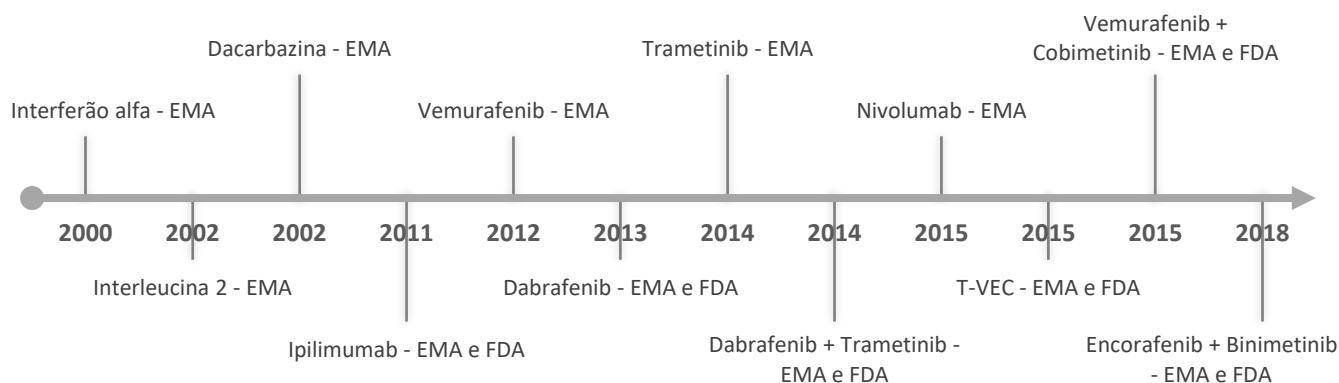 Vemurafenib +
Cobimetinib - EMA e FDA
Dacarbazina - EMA
Trametinib - EMA
Interferão alfa - EMA
Vemurafenib - EMA
Nivolumab - EMA
2000 2002 2002 2011 2012 2013 2014 2014 2015 2015 2015 2018
Interleucina 2 - EMA
Dabrafenib - EMA e FDA
T-VEC - EMA e FDA
Ipilimumab - EMA e FDA
Dabrafenib + Trametinib -
EMA e FDA
Encorafenib + Binimetinib
- EMA e FDA